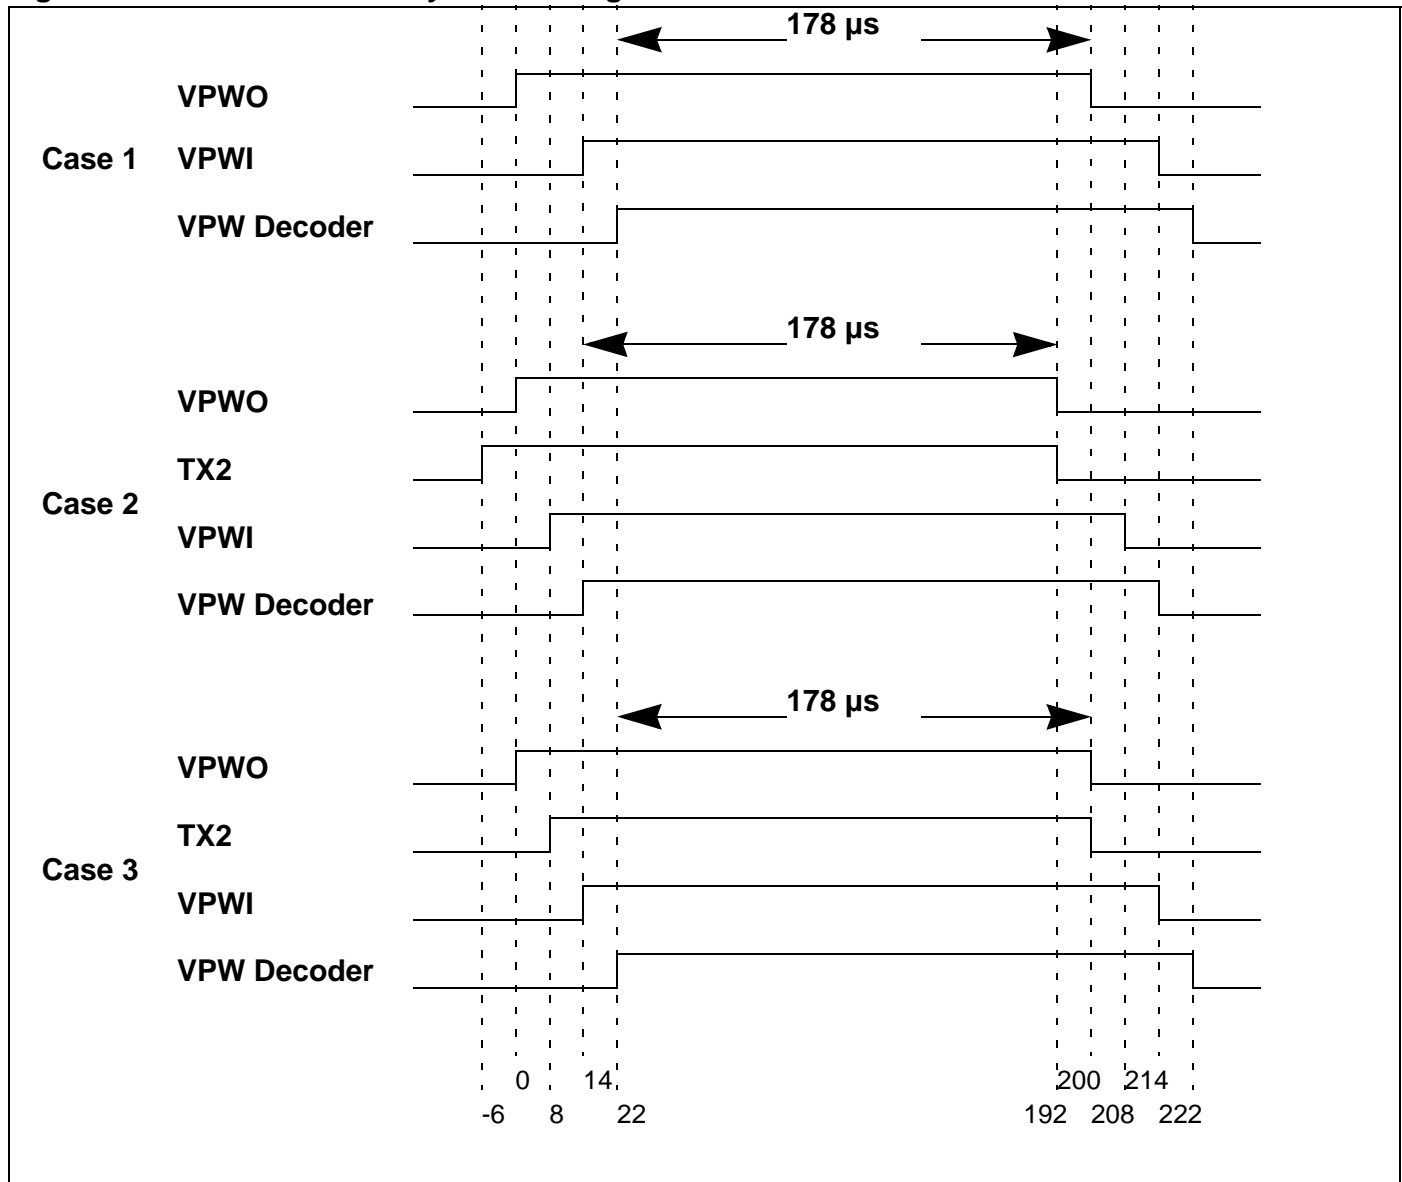 178 µs
VPWO
Case 1 VPWI
VPW Decoder
178 µs
VPWO
TX2
Case 2
VPWI
VPW Decoder
178 µs
VPWO
TX2
Case 3
VPWI
VPW Decoder
0 14 200 214
-6 8 22 192 208 222